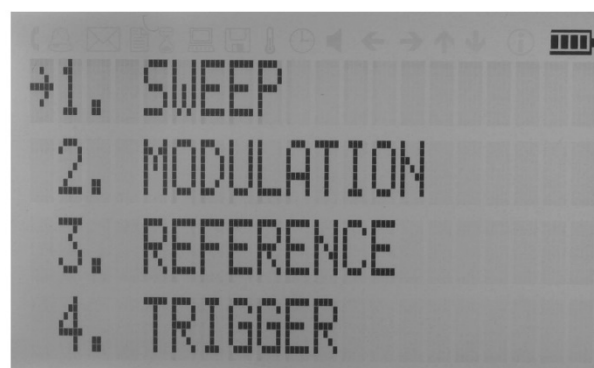 →1. SWEEP
2. MODULATION
3. REFERENCE
4. TRIGGER